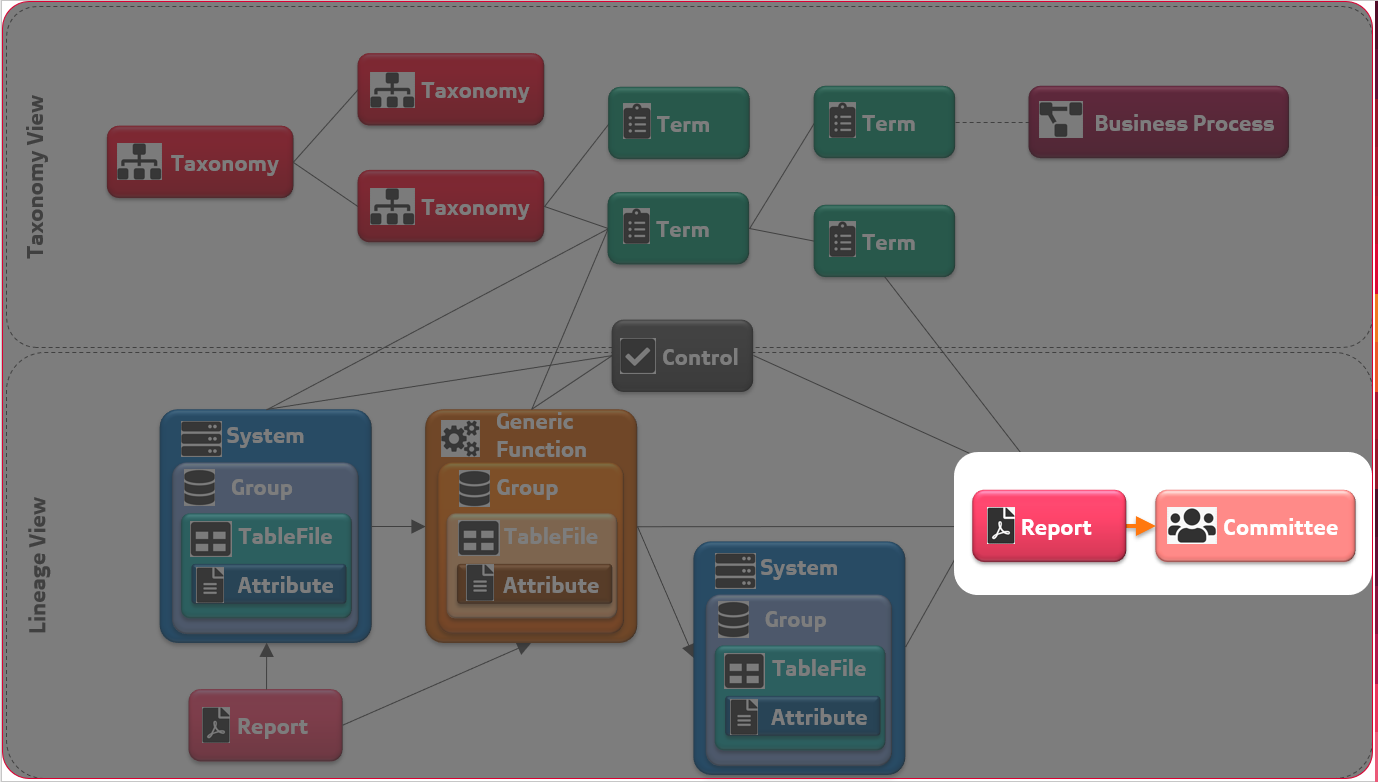 Taxonomy View
Taxonomy
Taxonomy
Taxonomy
Term
Term
Term
Term
Business Process
Control
Lineage View
System
Group
TableFile
Attribute
Generic
Function
Group
TableFile
Attribute
System
Group
TableFile
Attribute
Report
Committee
Report